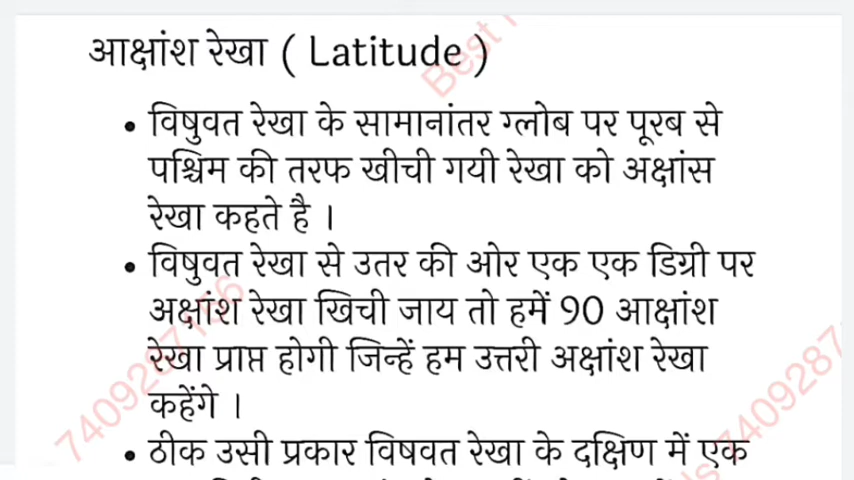 आक्षांश रेखा ( Latitude )
• विषुवत रेखा के सामानांतर ग्लोब पर पूरब से
पश्चिम की तरफ खीची गयी रेखा को अक्षांस
रेखा कहते है ।
• विषुवत रेखा से उतर की ओर एक एक डिग्री पर
अक्षांश रेखा खिची जाय तो हमें 90 आक्षांश
रेखा प्राप्त होगी जिन्हें हम उत्तरी अक्षांश रेखा
कहेंगे ।
• ठीक उसी प्रकार विषवत रेखा के दक्षिण में एक